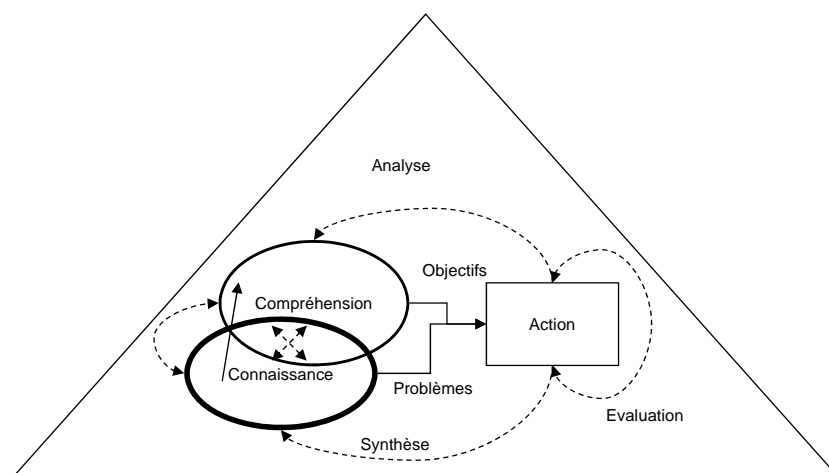 Analyse
Objectifs
Compréhension
Action
Connaissance
Problèmes
Evaluation
Synthèse